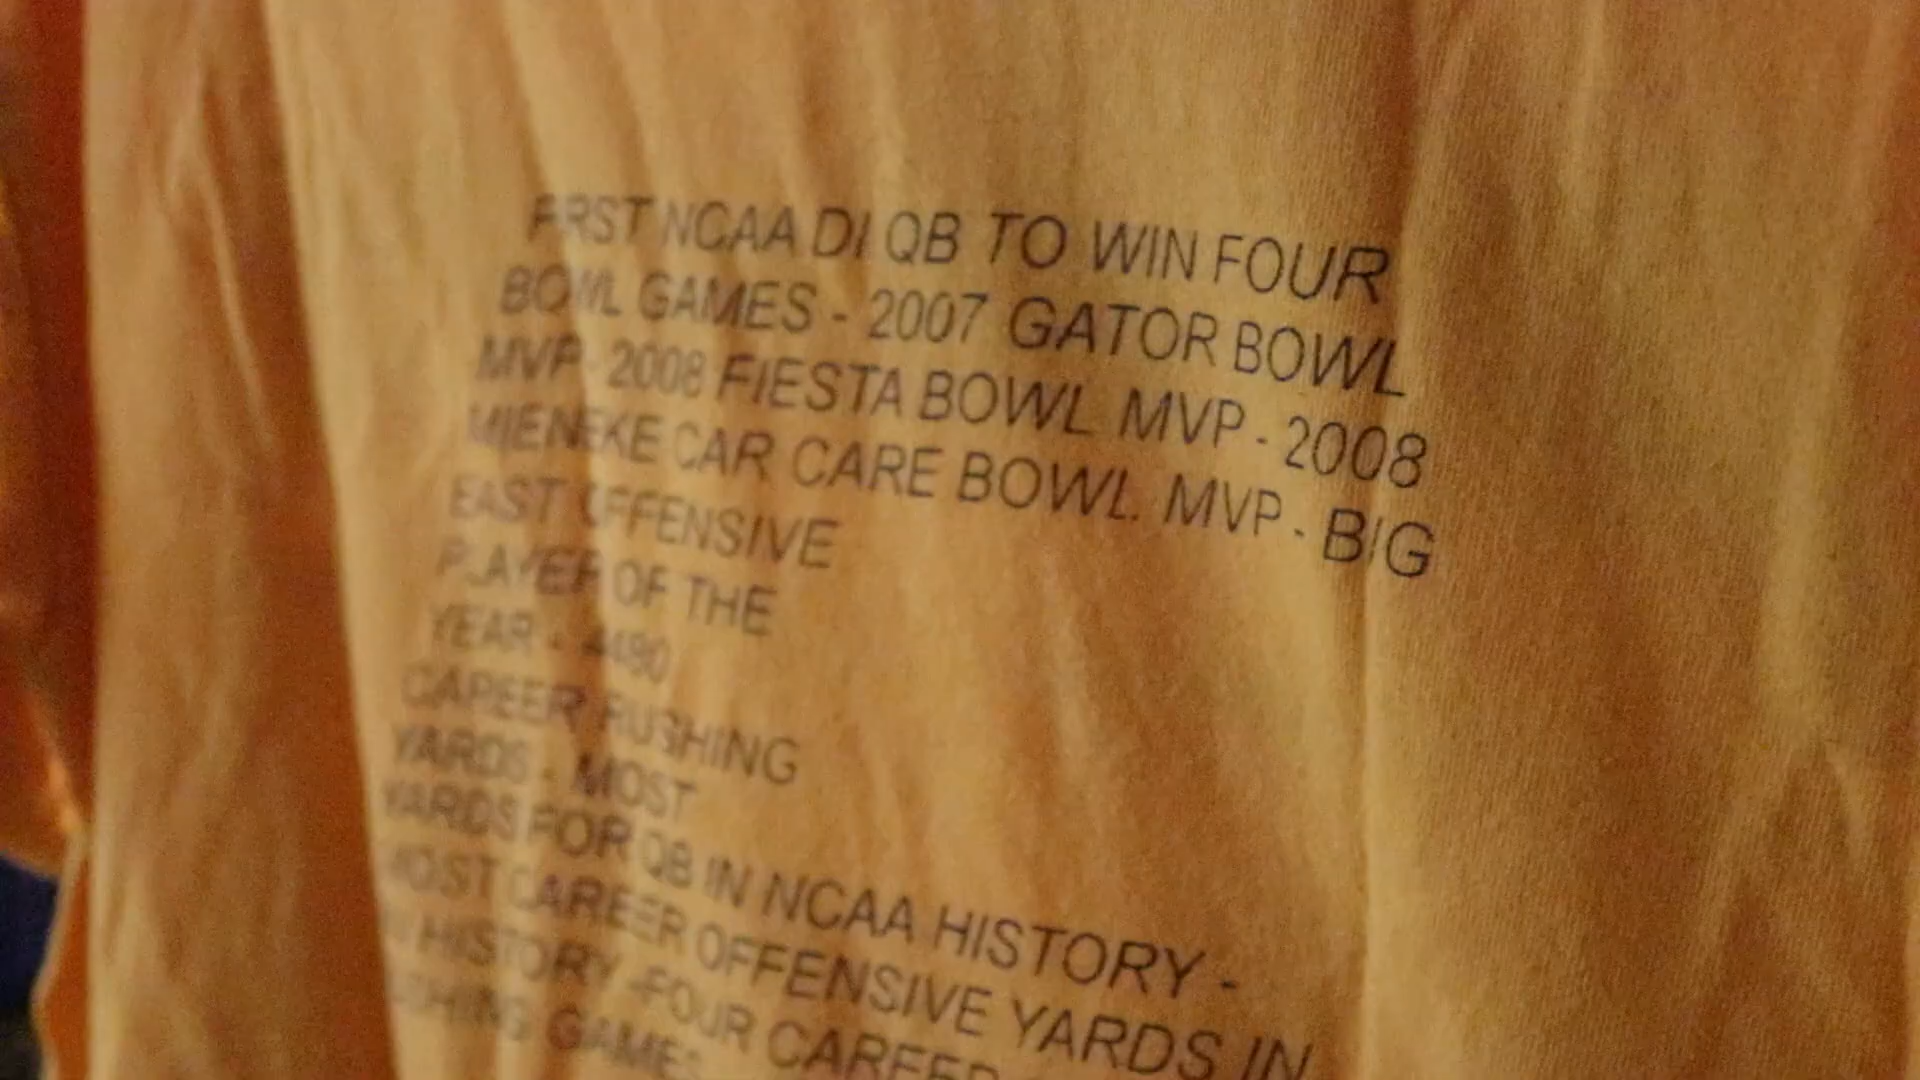 FIRST NCAA DI QB TO WIN FOUR
BOWL GAMES - 2007 GATOR BOWL
MVP - 2008 FIESTA BOWL MVP - 2008
MIENEKE CAR CARE BOWL MVP - BIG
EAST OFFENSIVE
PLAYER OF THE
YEAR - 4480
CAREER RUSHING
YARDS - MOST
YARDS FOR QB IN NCAA HISTORY -
MOST CAREER OFFENSIVE YARDS IN
HISTORY - FOUR CAREER
GAMES